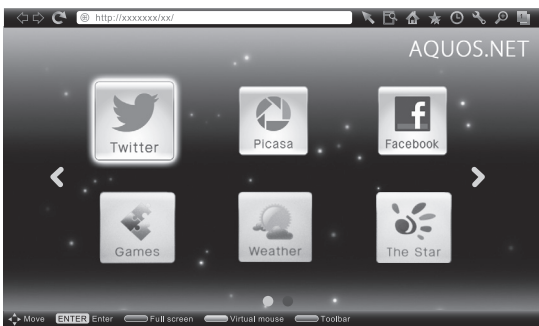 http://xxxxxxx/xx/
AQUOS.NET
Twitter
Picasa
Facebook
Games
Weather
The Star
Move ENTER Enter Full screen Virtual mouse Toolbar